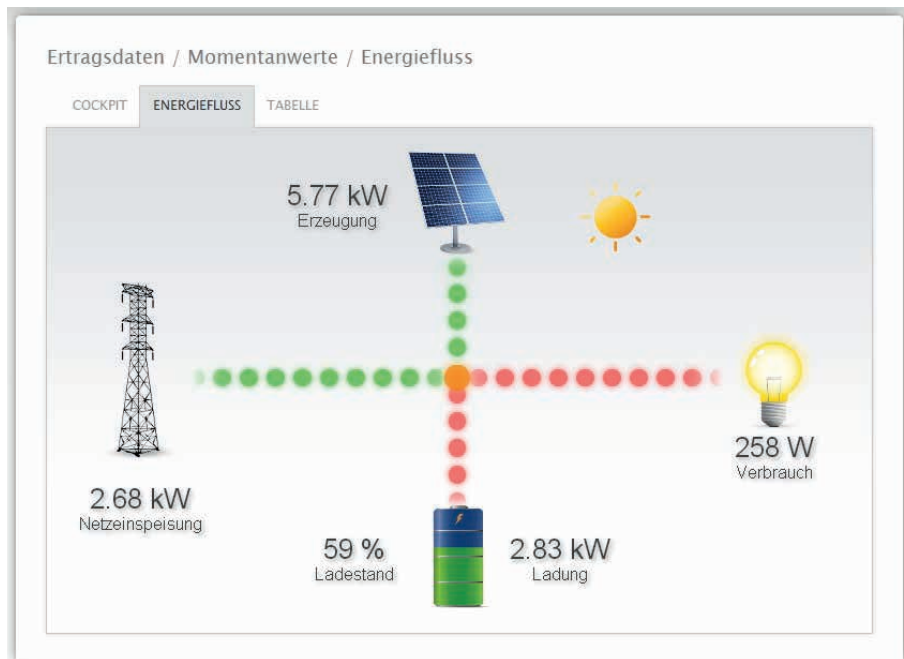 Ertragsdaten / Momentanwerte / Energiefluss
COCKPIT ENERGIEFLUSS TABELLE
5.77 kW
Erzeugung
258 W
Verbrauch
2.68 kW
Netzeinspeisung
59 %
Ladestand
2.83 kW
Ladung